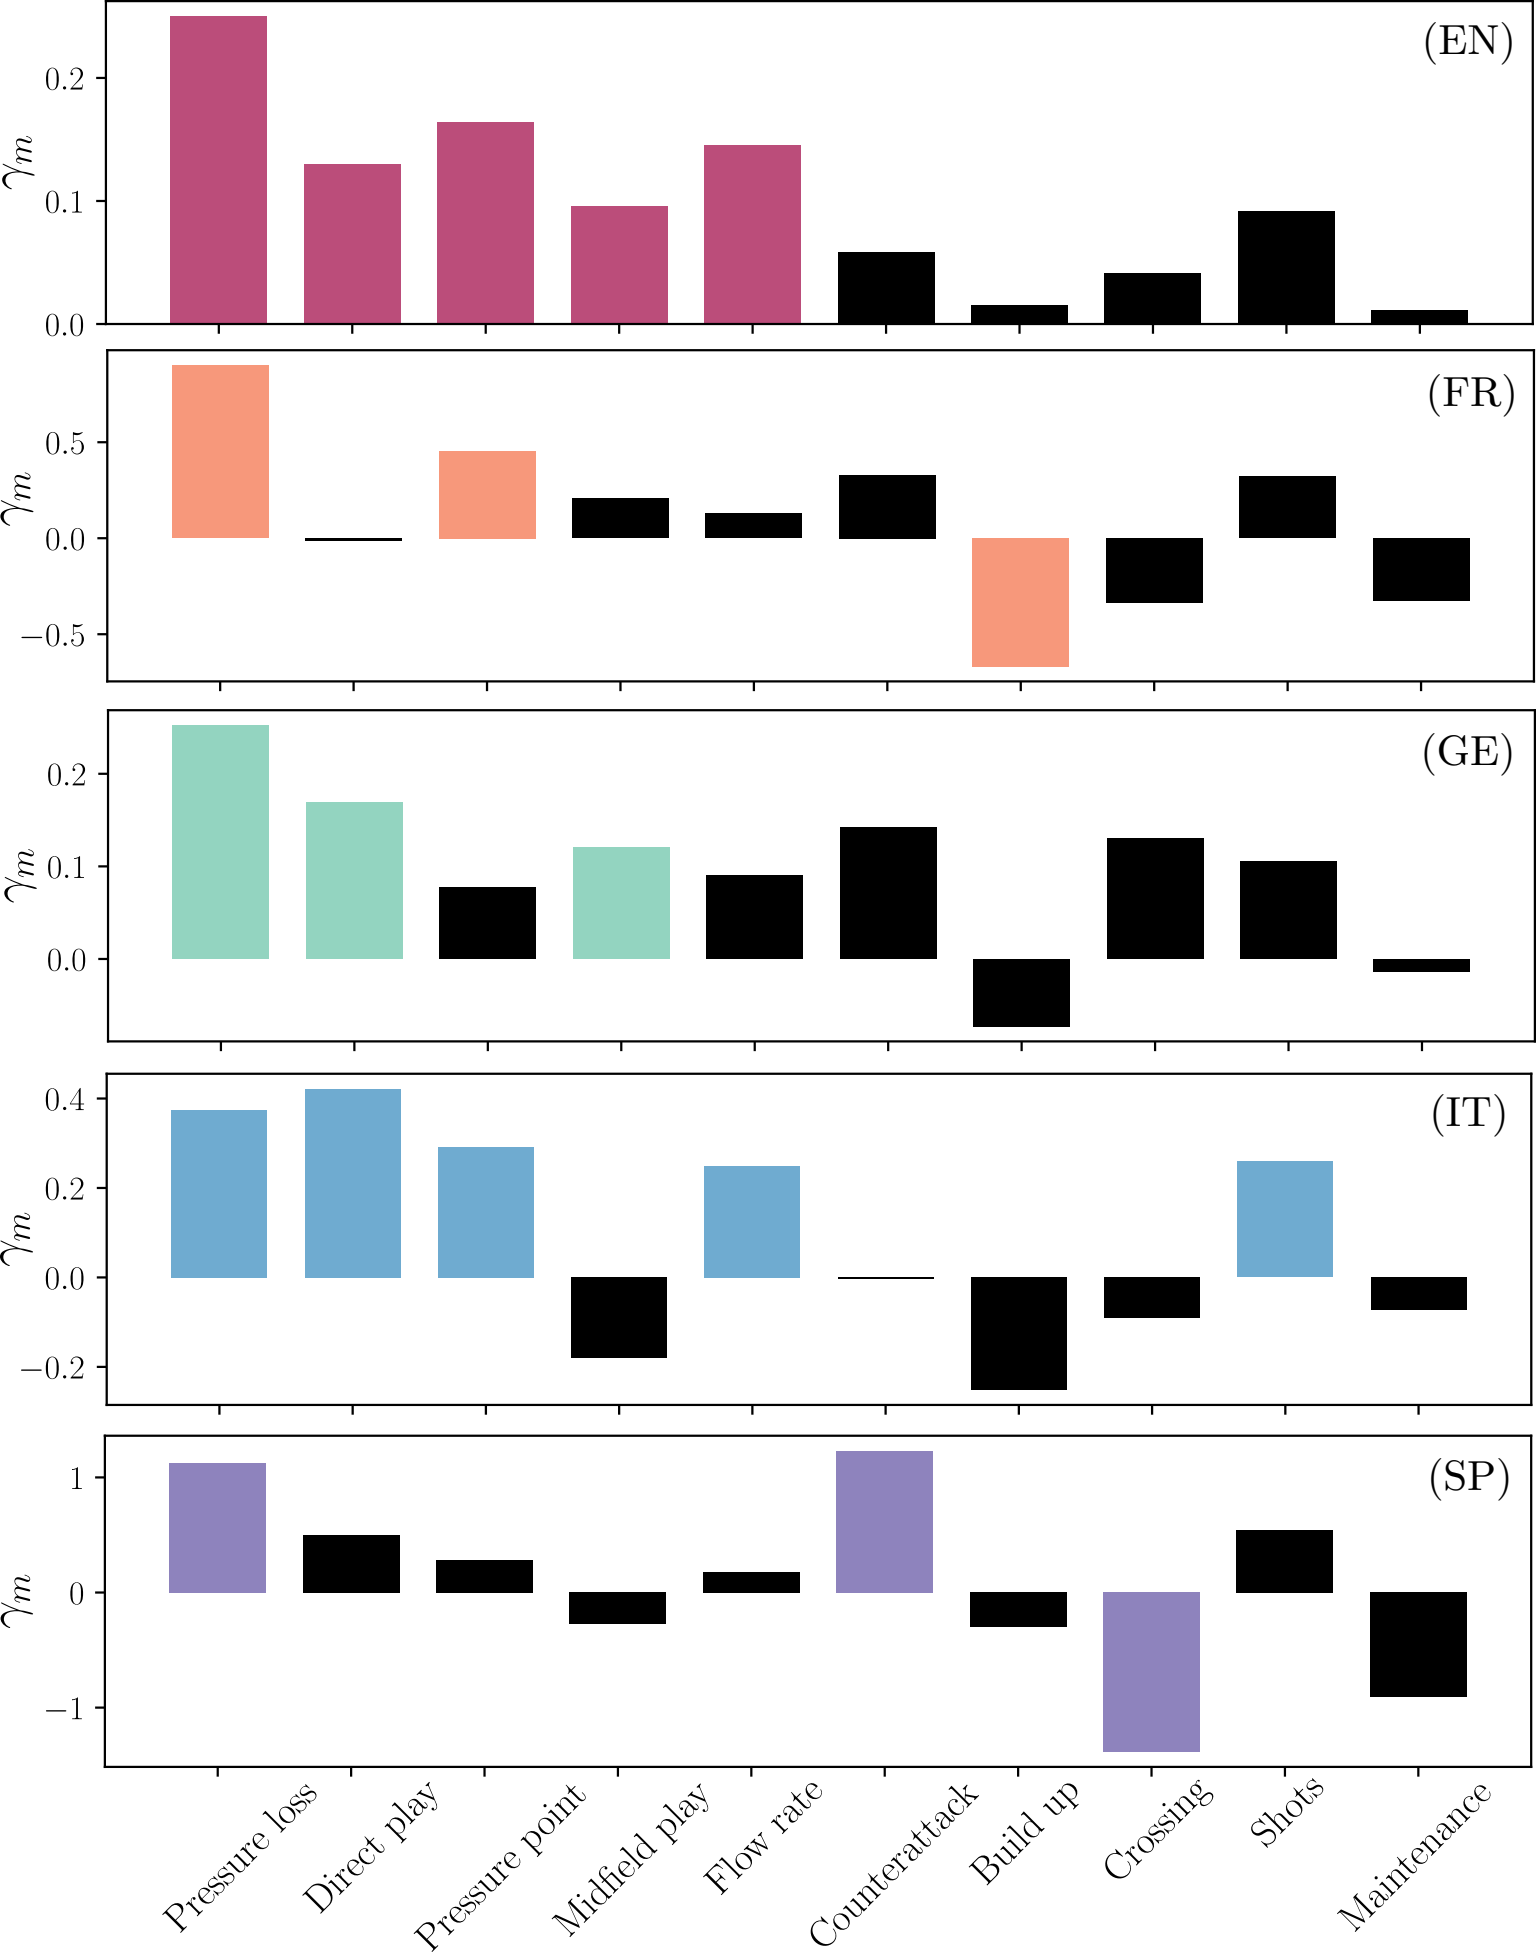 (EN)
0.2
0.1
0.0
γm
(FR)
0.5
0.0
−0.5
γm
(GE)
0.2
0.1
0.0
γm
(IT)
0.4
0.2
0.0
−0.2
γm
(SP)
1
0
−1
γm
Pressure loss
Direct play
Pressure point
Midfield play
Flow rate
Counterattack
Build up
Crossing
Shots
Maintenance